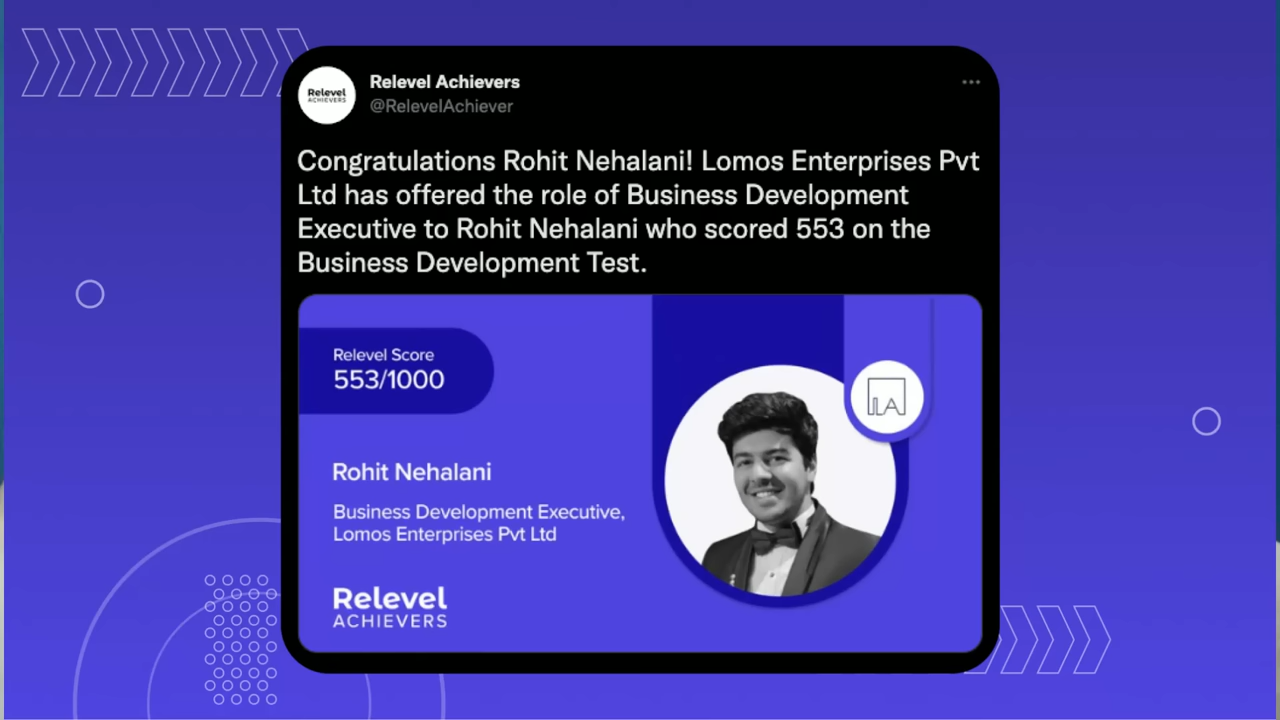 Relevel
ACHIEVERS
Relevel Achievers
@RelevelAchiever
Congratulations Rohit Nehalani! Lomos Enterprises Pvt
Ltd has offered the role of Business Development
Executive to Rohit Nehalani who scored 553 on the
Business Development Test.
Relevel Score
553/1000
Rohit Nehalani
Business Development Executive,
Lomos Enterprises Pvt Ltd
Relevel
ACHIEVERS